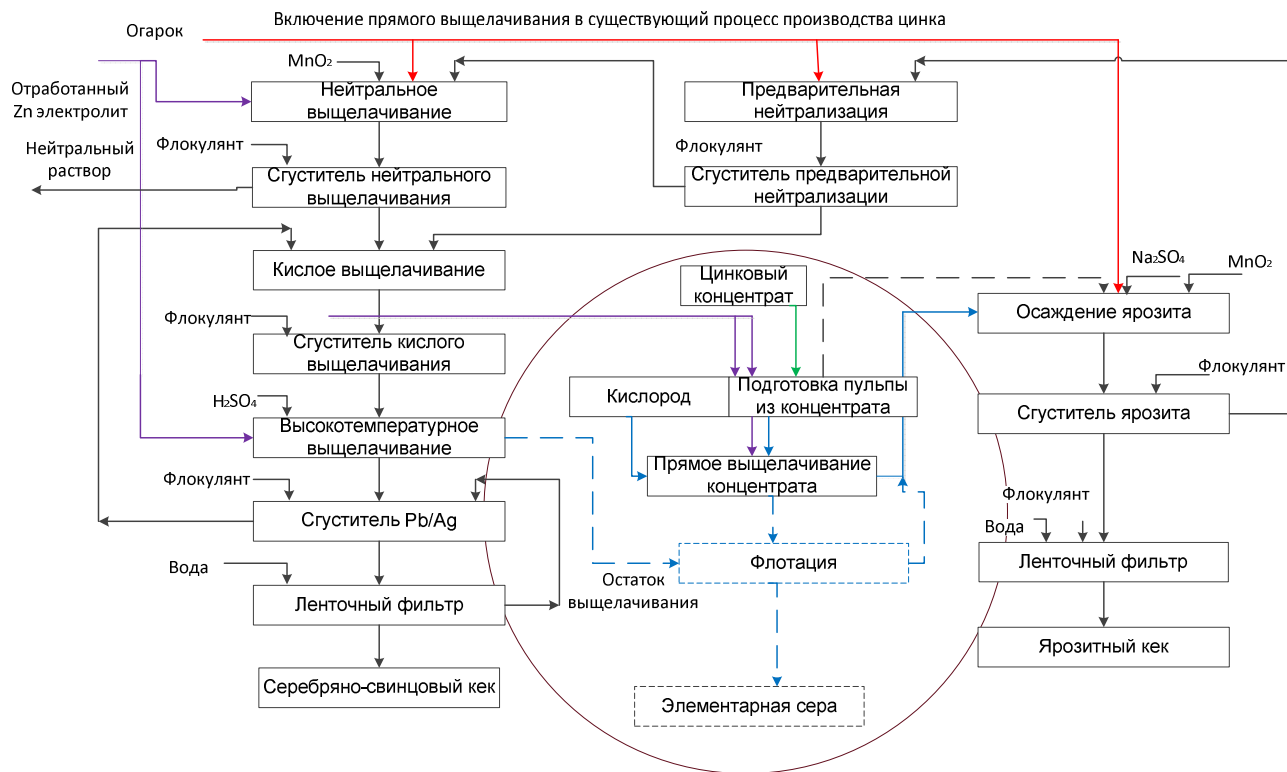 Включение прямого выщелачивания в существующий процесс производства цинка
Огарок
MnO₂
Отработанный
Zn электролит
Нейтральное
выщелачивание
Предварительная
нейтрализация
Нейтральный
раствор
Флокулянт
Флокулянт
Сгуститель нейтрального
выщелачивания
Сгуститель предварительной
нейтрализации
Кислое выщелачивание
Цинковый
концентрат
Na₂SO₄
MnO₂
Осаждение ярозита
Флокулянт
Сгуститель кислого
выщелачивания
Кислород
Подготовка пульпы
из концентрата
Флокулянт
Сгуститель ярозита
H₂SO₄
Высокотемпературное
выщелачивание
Прямое выщелачивание
концентрата
Флокулянт
Сгуститель Pb/Ag
Флокулянт
Вода
Флотация
Ленточный фильтр
Вода
Остаток
выщелачивания
Ленточный фильтр
Ярозитный кек
Серебряно-свинцовый кек
Элементарная сера